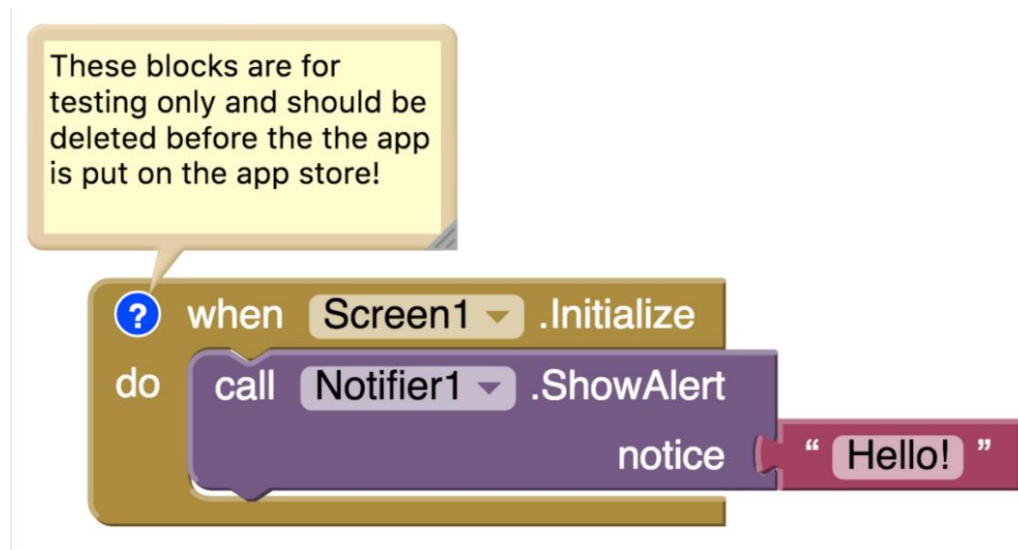 These blocks are for
testing only and should be
deleted before the the app
is put on the app store!
? when Screen1 .Initialize
do call Notifier1 .ShowAlert
notice “ Hello! ”